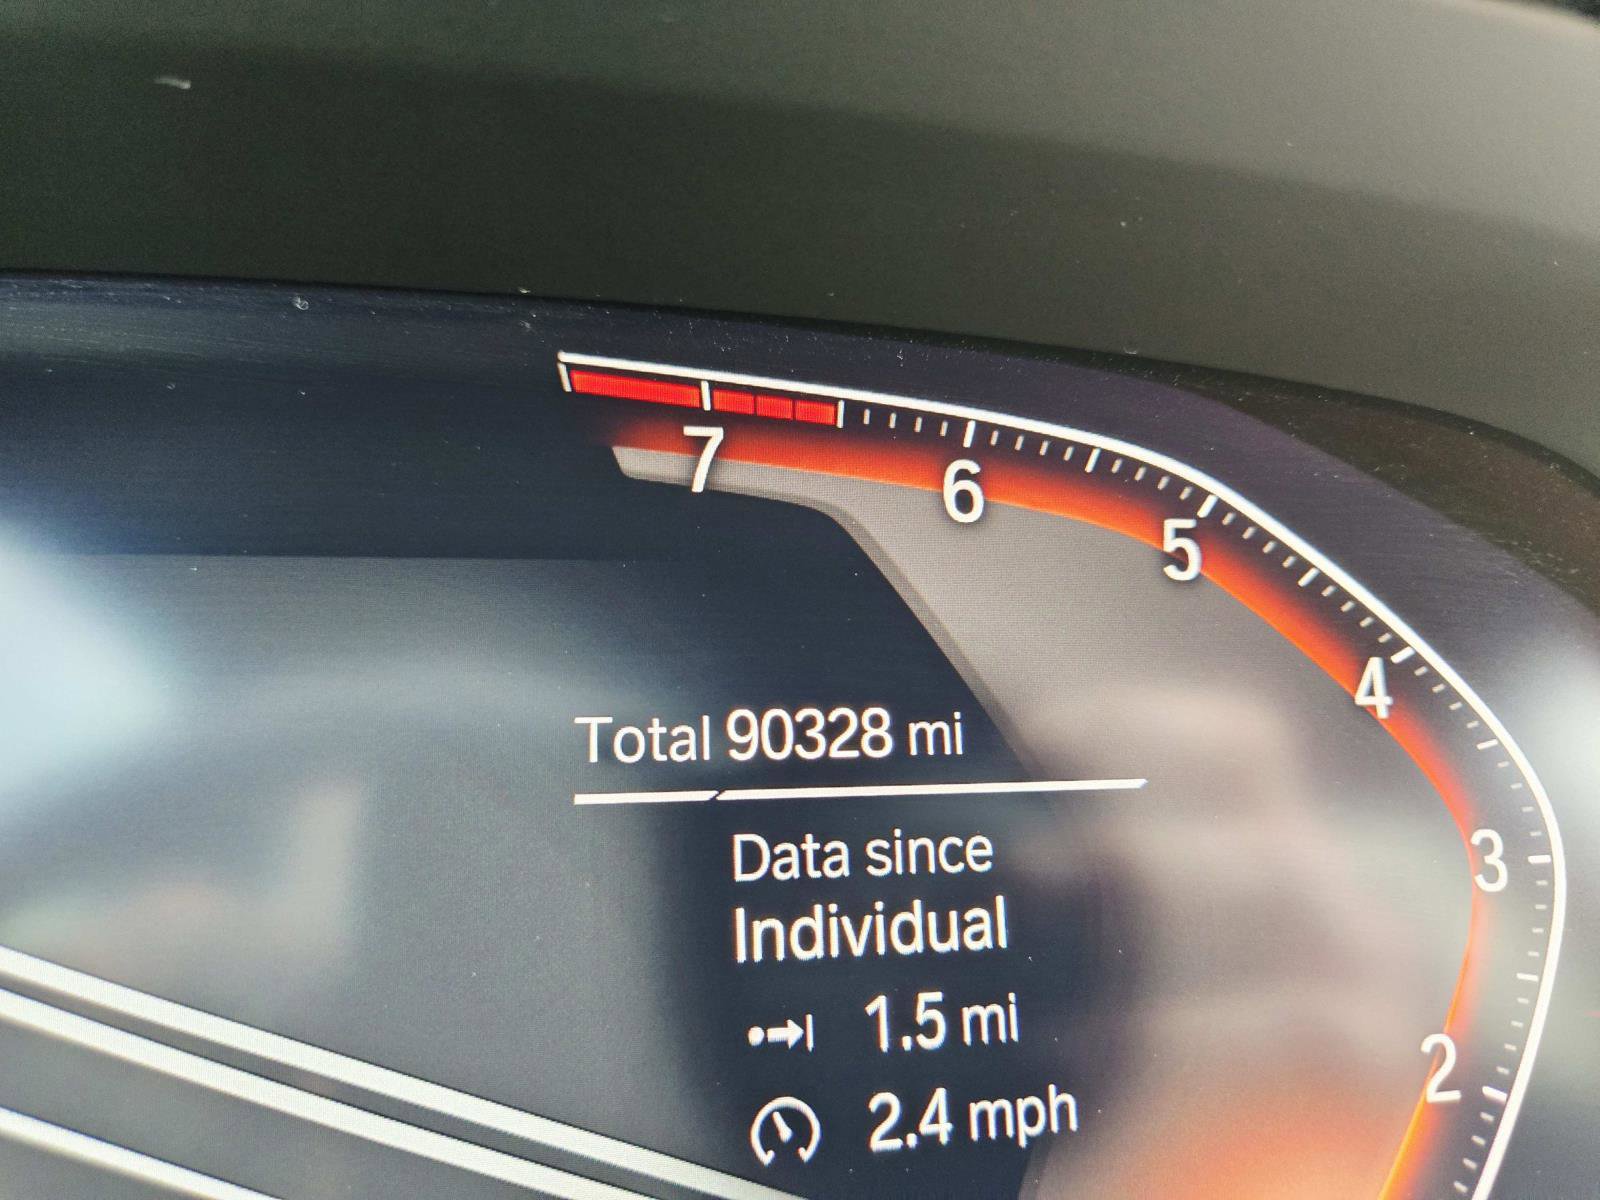 7
6
5
4
Total 90328 mi
3
Data since
Individual
1.5 mi
2
2.4 mph